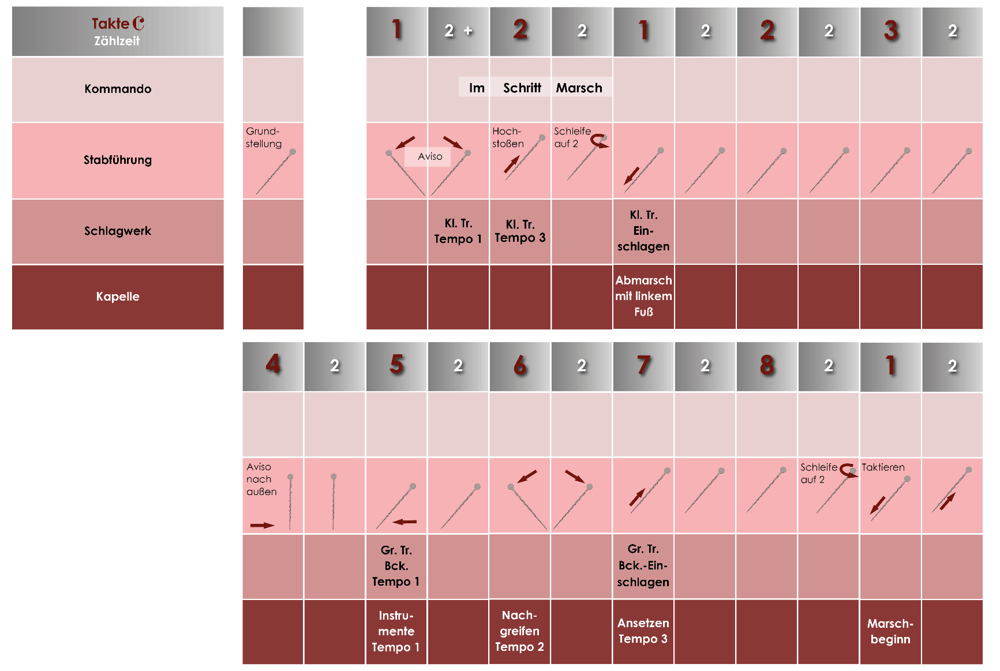 Takte ₵
Zählzeit
1 2 + 2 2 1 2 2 2 3 2
Kommando
Im Schritt Marsch
Stabführung
Grund-
stellung
Aviso
Hoch-
stoßen
Schleife
auf 2
Schlagwerk
Kl. Tr.
Tempo 1
Kl. Tr.
Tempo 3
Kl. Tr.
Ein-
schlagen
Kapelle
Abmarsch
mit linkem
Fuß
4 2 5 2 6 2 7 2 8 2 1 2
Aviso
nach
außen
Schleife
auf 2
Taktieren
Gr. Tr.
Bck.
Tempo 1
Gr. Tr.
Bck.-Ein-
schlagen
Instru-
mente
Tempo 1
Nach-
greifen
Tempo 2
Ansetzen
Tempo 3
Marsch-
beginn